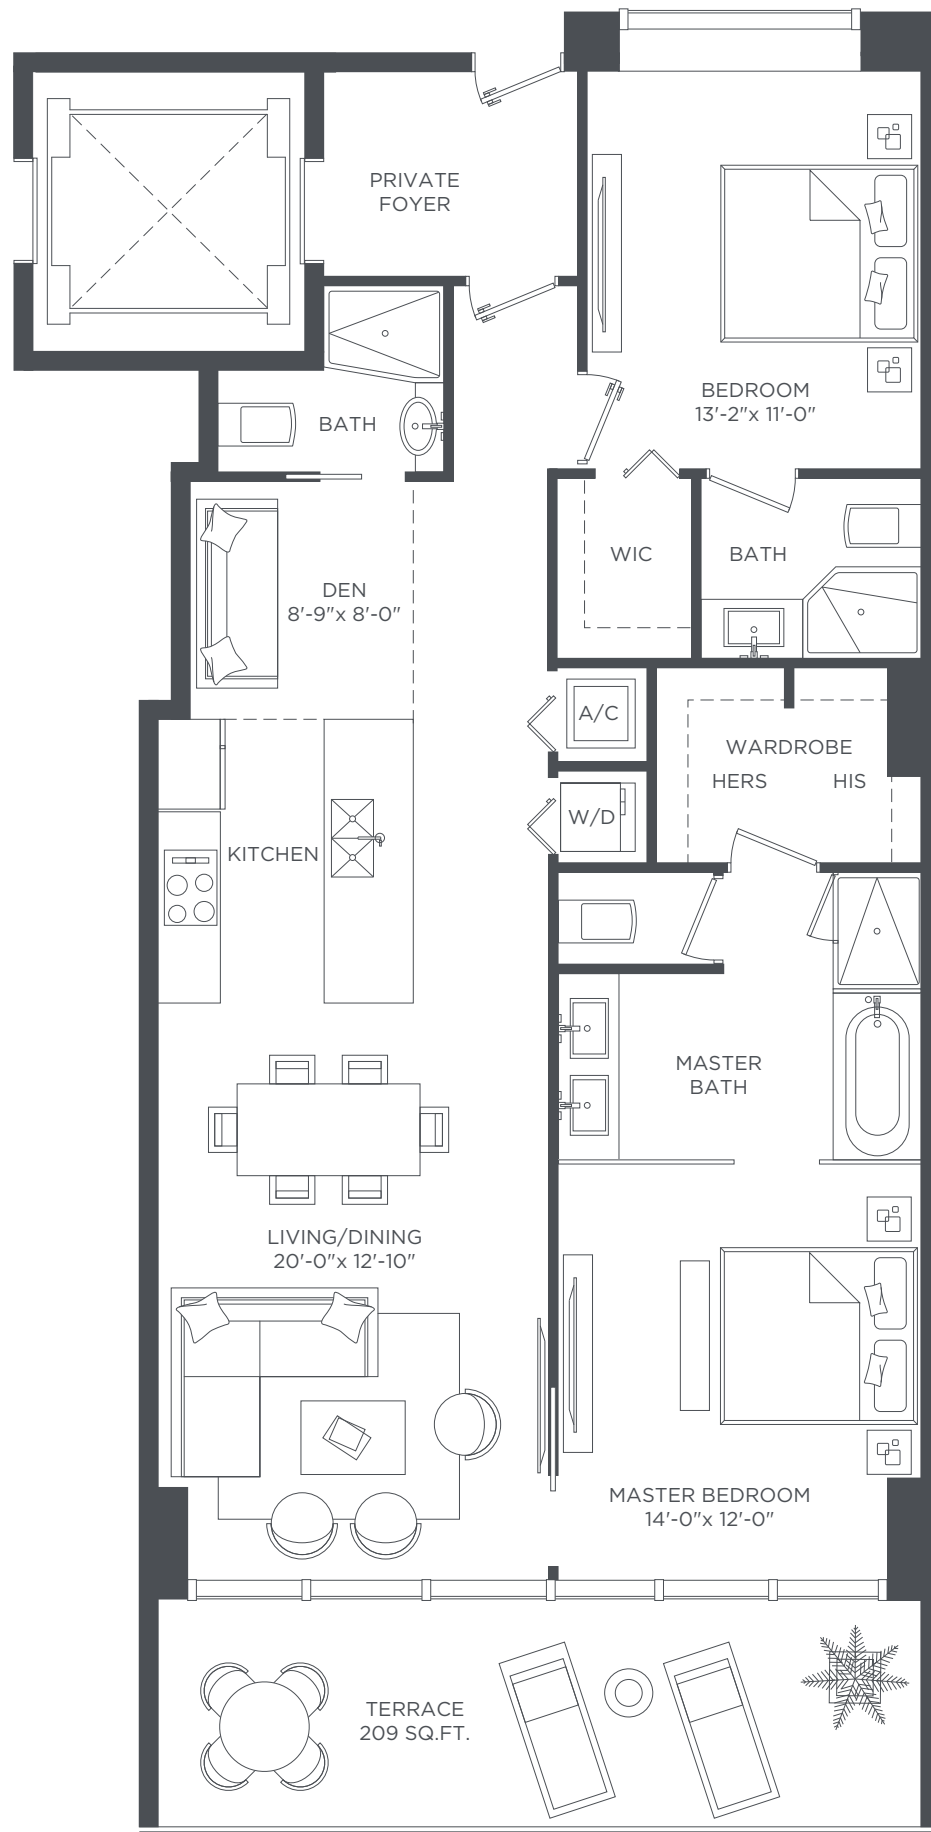 PRIVATE
FOYER
BEDROOM
13'-2"x 11'-0"
BATH
WIC
BATH
DEN
8'-9"x 8'-0"
A/C
WARDROBE
HERS HIS
W/D
KITCHEN
MASTER
BATH
LIVING/DINING
20'-0"x 12'-10"
MASTER BEDROOM
14'-0"x 12'-0"
TERRACE
209 SQ.FT.